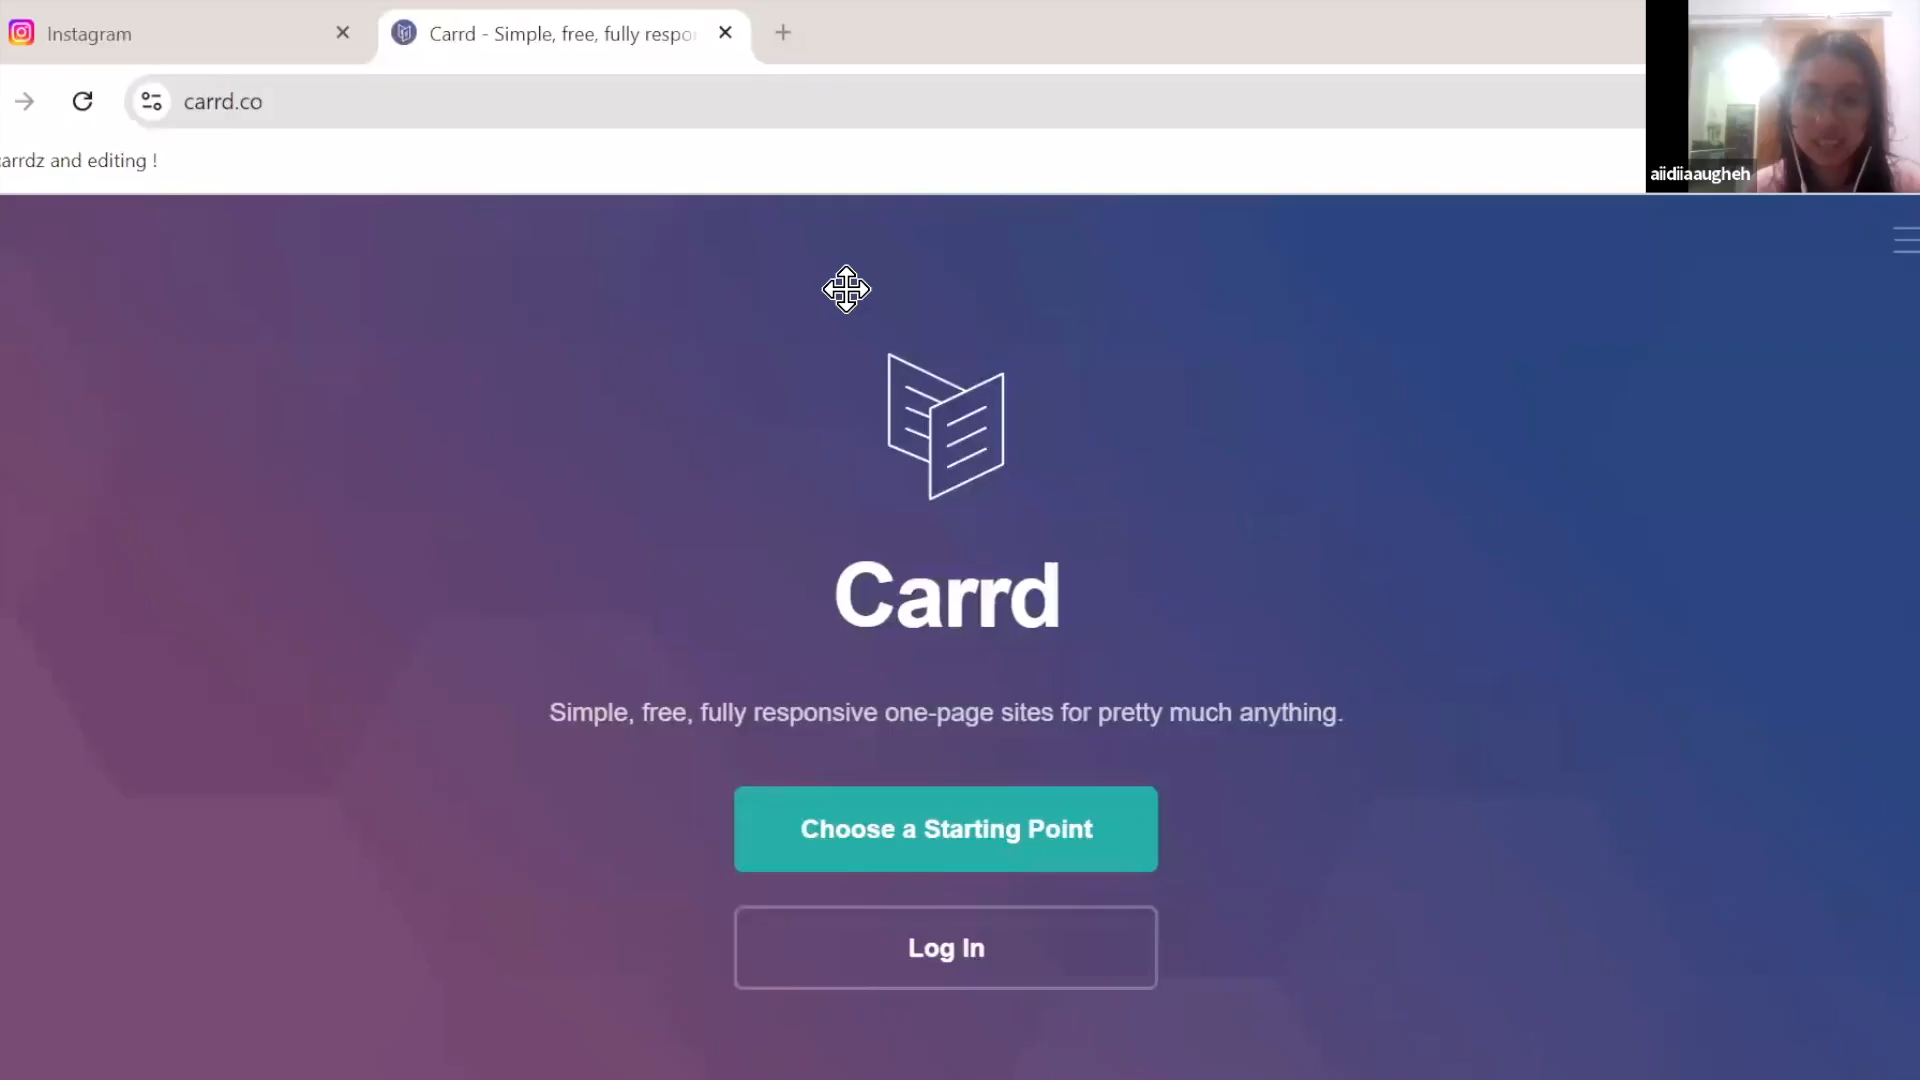 Instagram
Carrd - Simple, free, fully respo
carrd.co
arrdz and editing !
aiidiiaaugheh
Carrd
Simple, free, fully responsive one-page sites for pretty much anything.
Choose a Starting Point
Log In